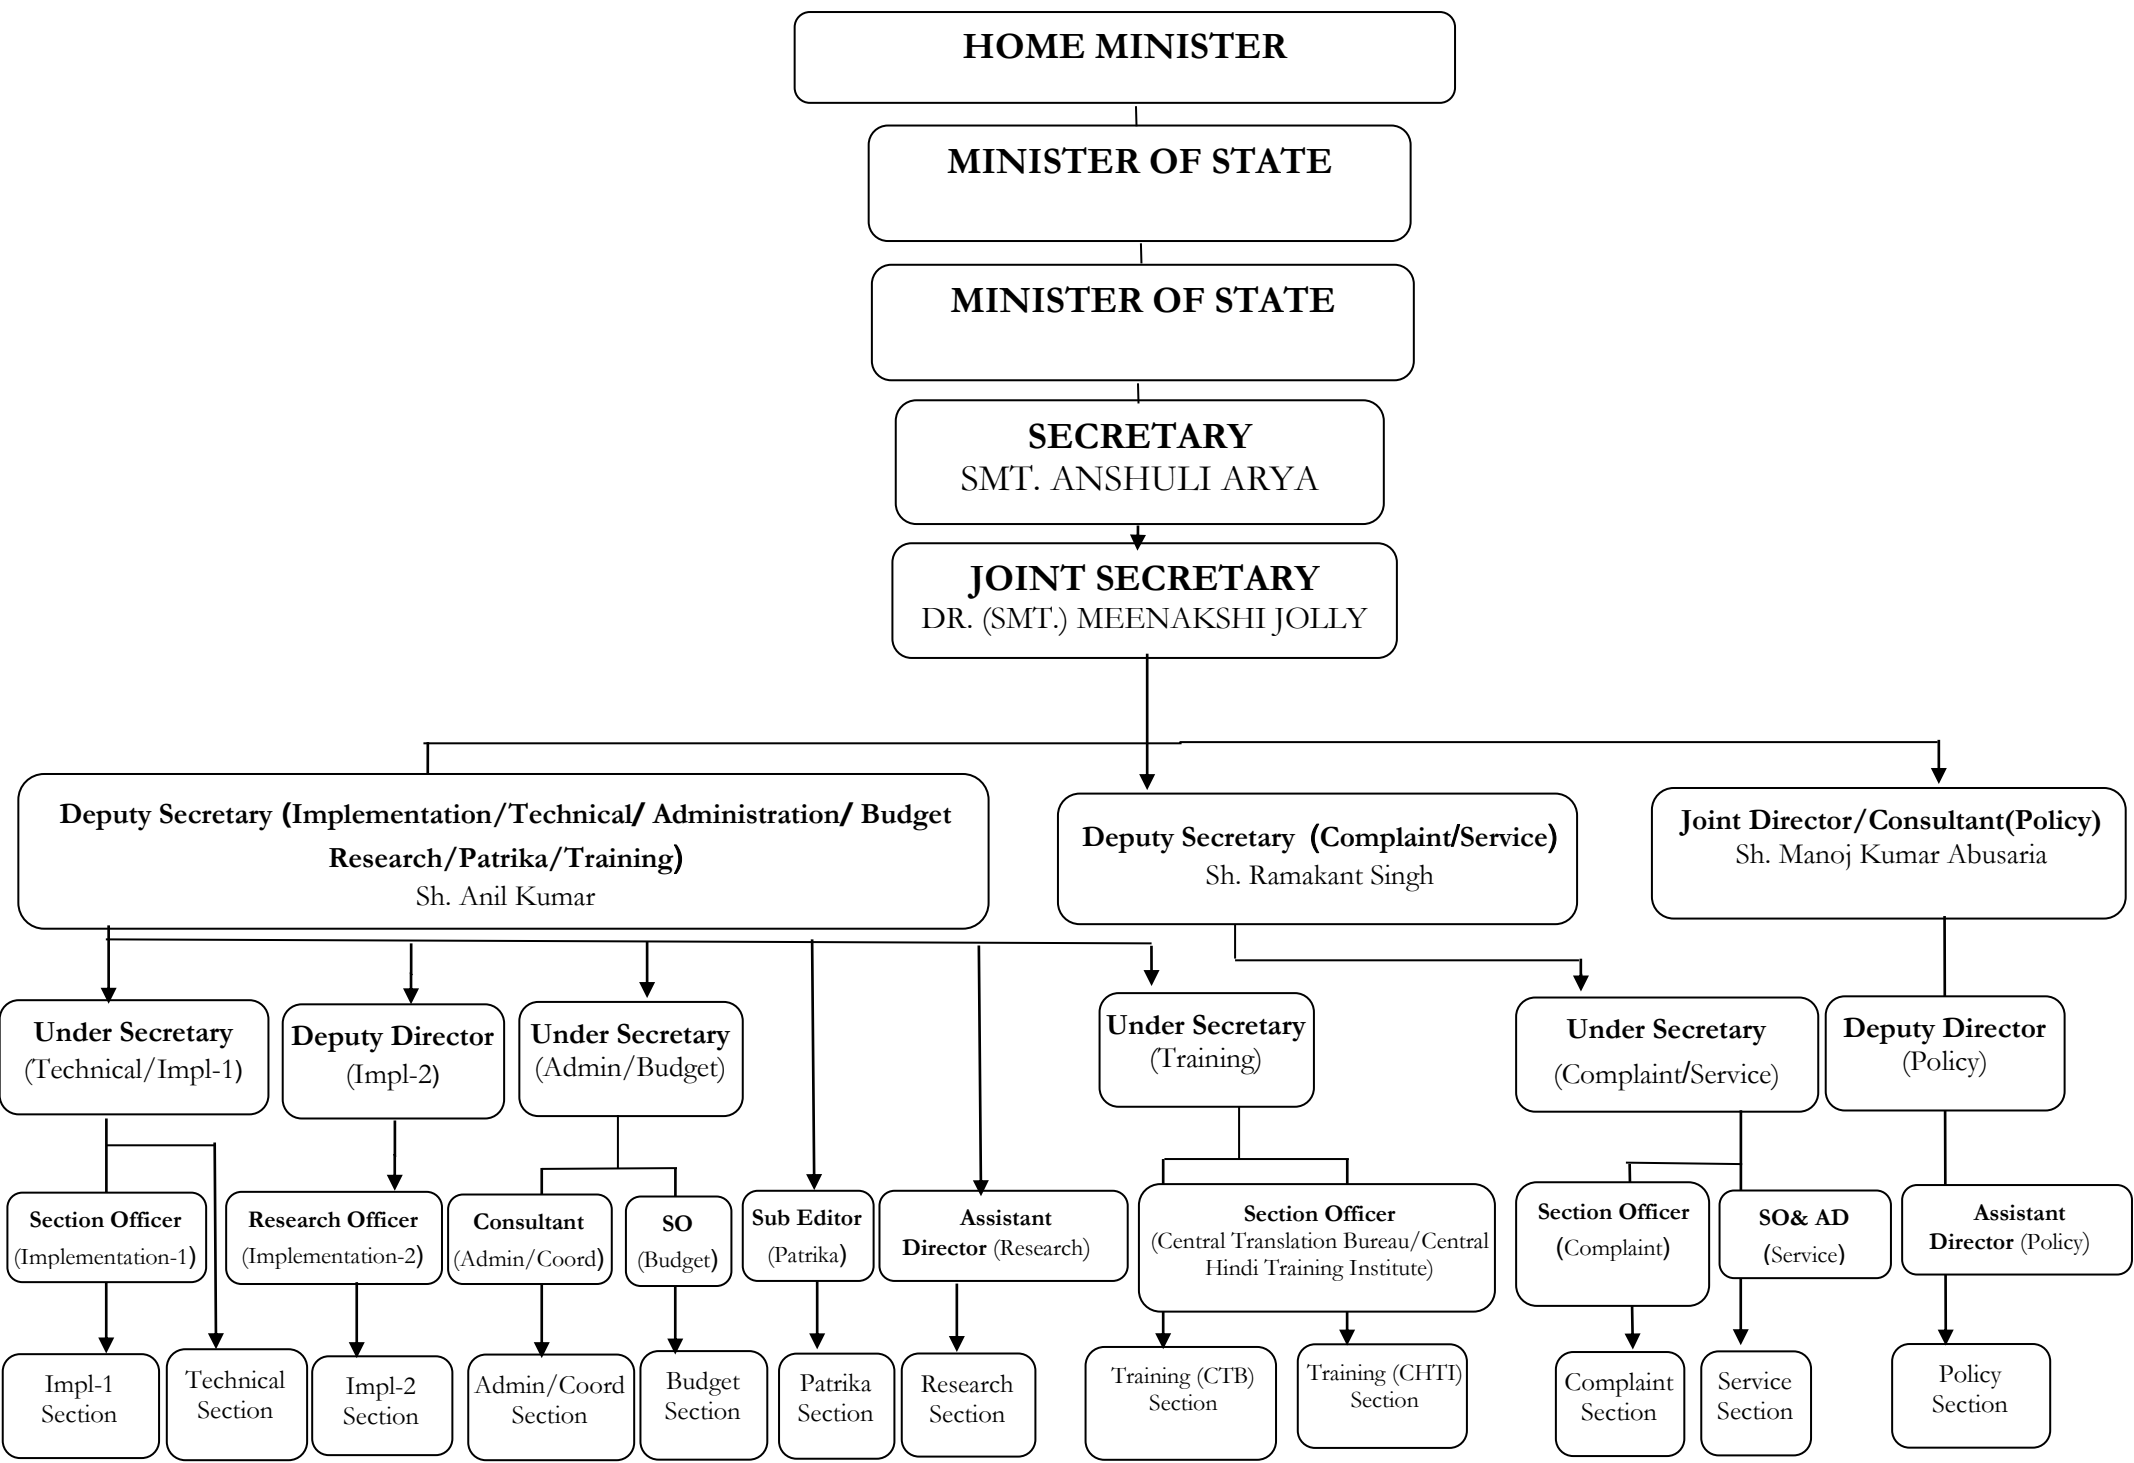 HOME MINISTER
MINISTER OF STATE
MINISTER OF STATE
SECRETARY
SMT. ANSHULI ARYA
JOINT SECRETARY
DR. (SMT.) MEENAKSHI JOLLY
Deputy Secretary (Implementation/Technical/ Administration/ Budget
Research/Patrika/Training)
Sh. Anil Kumar
Deputy Secretary (Complaint/Service)
Sh. Ramakant Singh
Joint Director/Consultant(Policy)
Sh. Manoj Kumar Abusaria
Under Secretary
(Technical/Impl-1)
Deputy Director
(Impl-2)
Under Secretary
(Admin/Budget)
Under Secretary
(Training)
Under Secretary
(Complaint/Service)
Deputy Director
(Policy)
Section Officer
(Implementation-1)
Research Officer
(Implementation-2)
Consultant
(Admin/Coord)
SO
(Budget)
Sub Editor
(Patrika)
Assistant
Director (Research)
Section Officer
(Central Translation Bureau/Central
Hindi Training Institute)
Section Officer
(Complaint)
SO& AD
(Service)
Assistant
Director (Policy)
Impl-1
Section
Technical
Section
Impl-2
Section
Admin/Coord
Section
Budget
Section
Patrika
Section
Research
Section
Training (CTB)
Section
Training (CHTI)
Section
Complaint
Section
Service
Section
Policy
Section